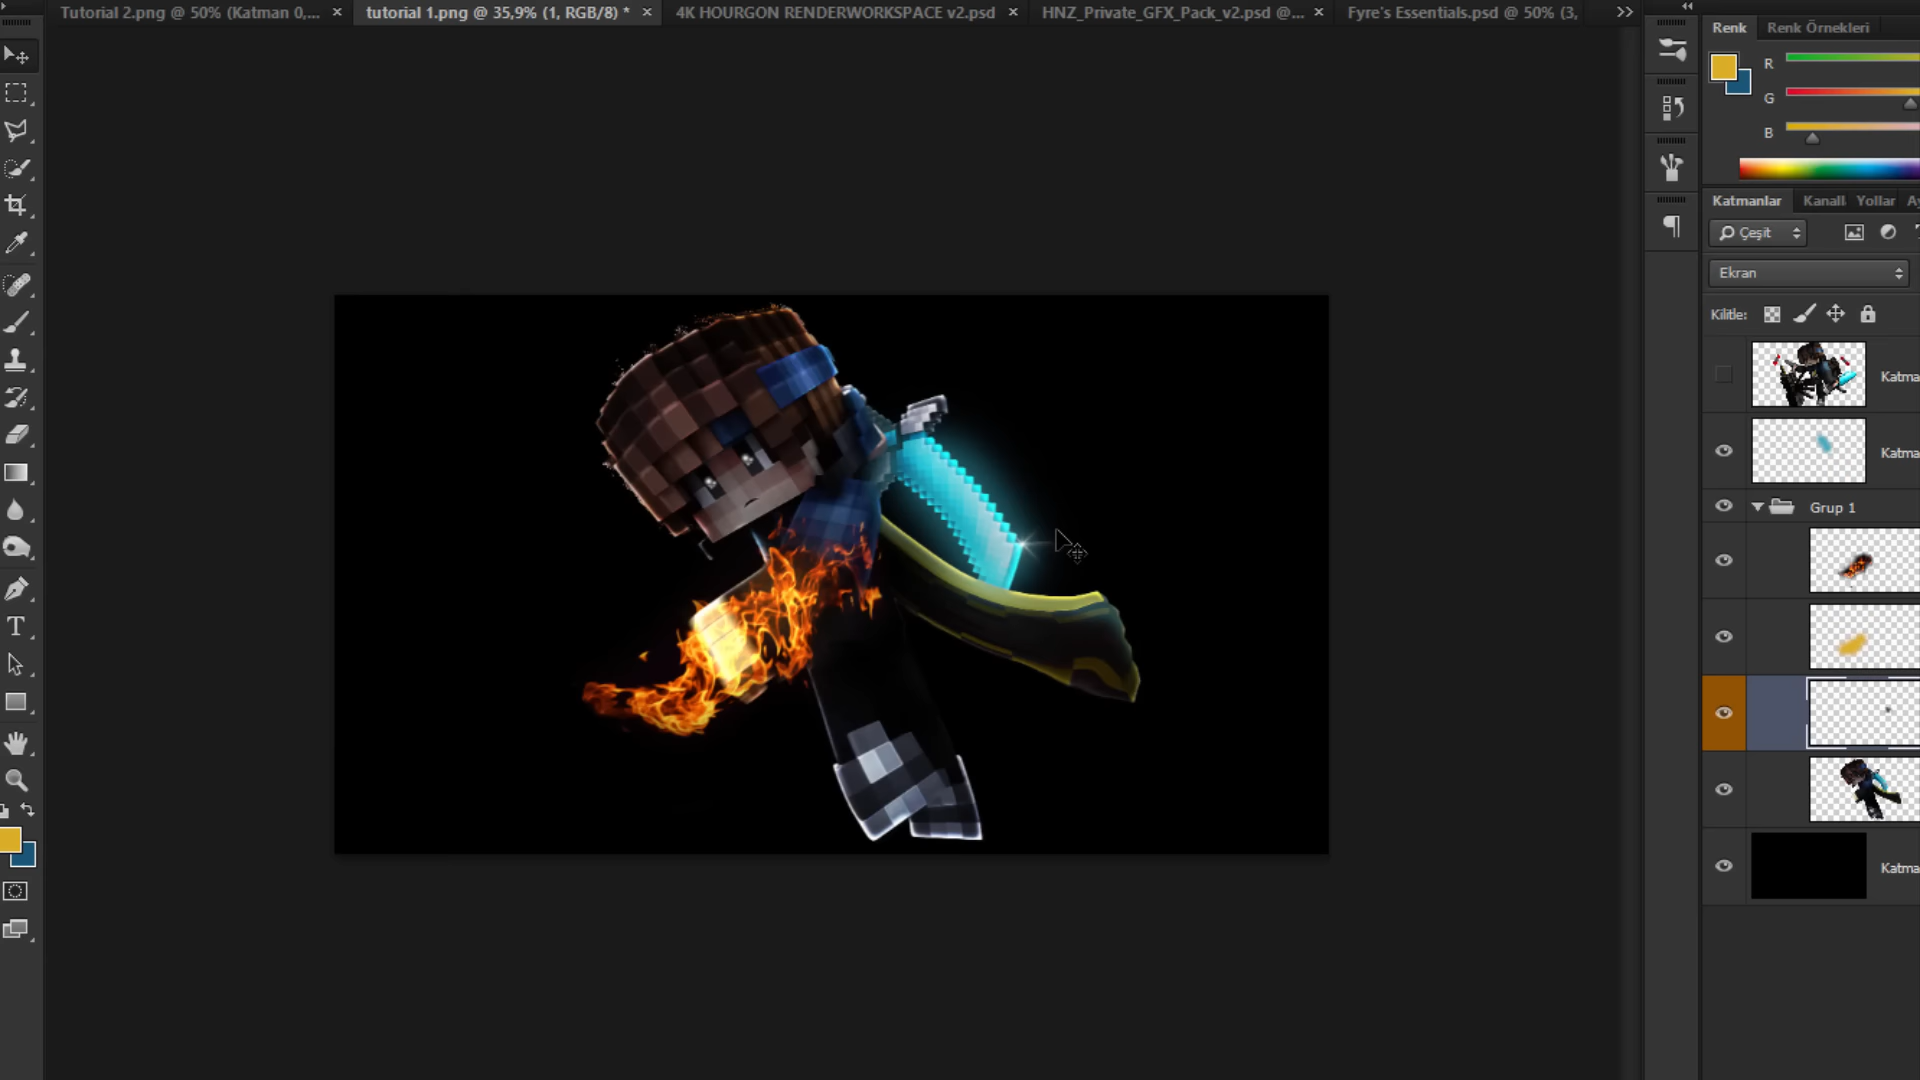 Tutorial 2.png @ 50% (Katman 0,... × tutorial 1.png @ 35,9% (1, RGB/8) * × 4K HOURGON RENDERWORKSPACE v2.psd × HNZ_Private_GFX_Pack_v2.psd @... × Fyre's Essentials.psd @ 50% (3,
Renk Renk Örnekleri
R
G
B
Katmanlar Kanall Yollar Ay
Çeşit
Ekran
Kilitle:
Katma
Katma
Grup 1
Katma